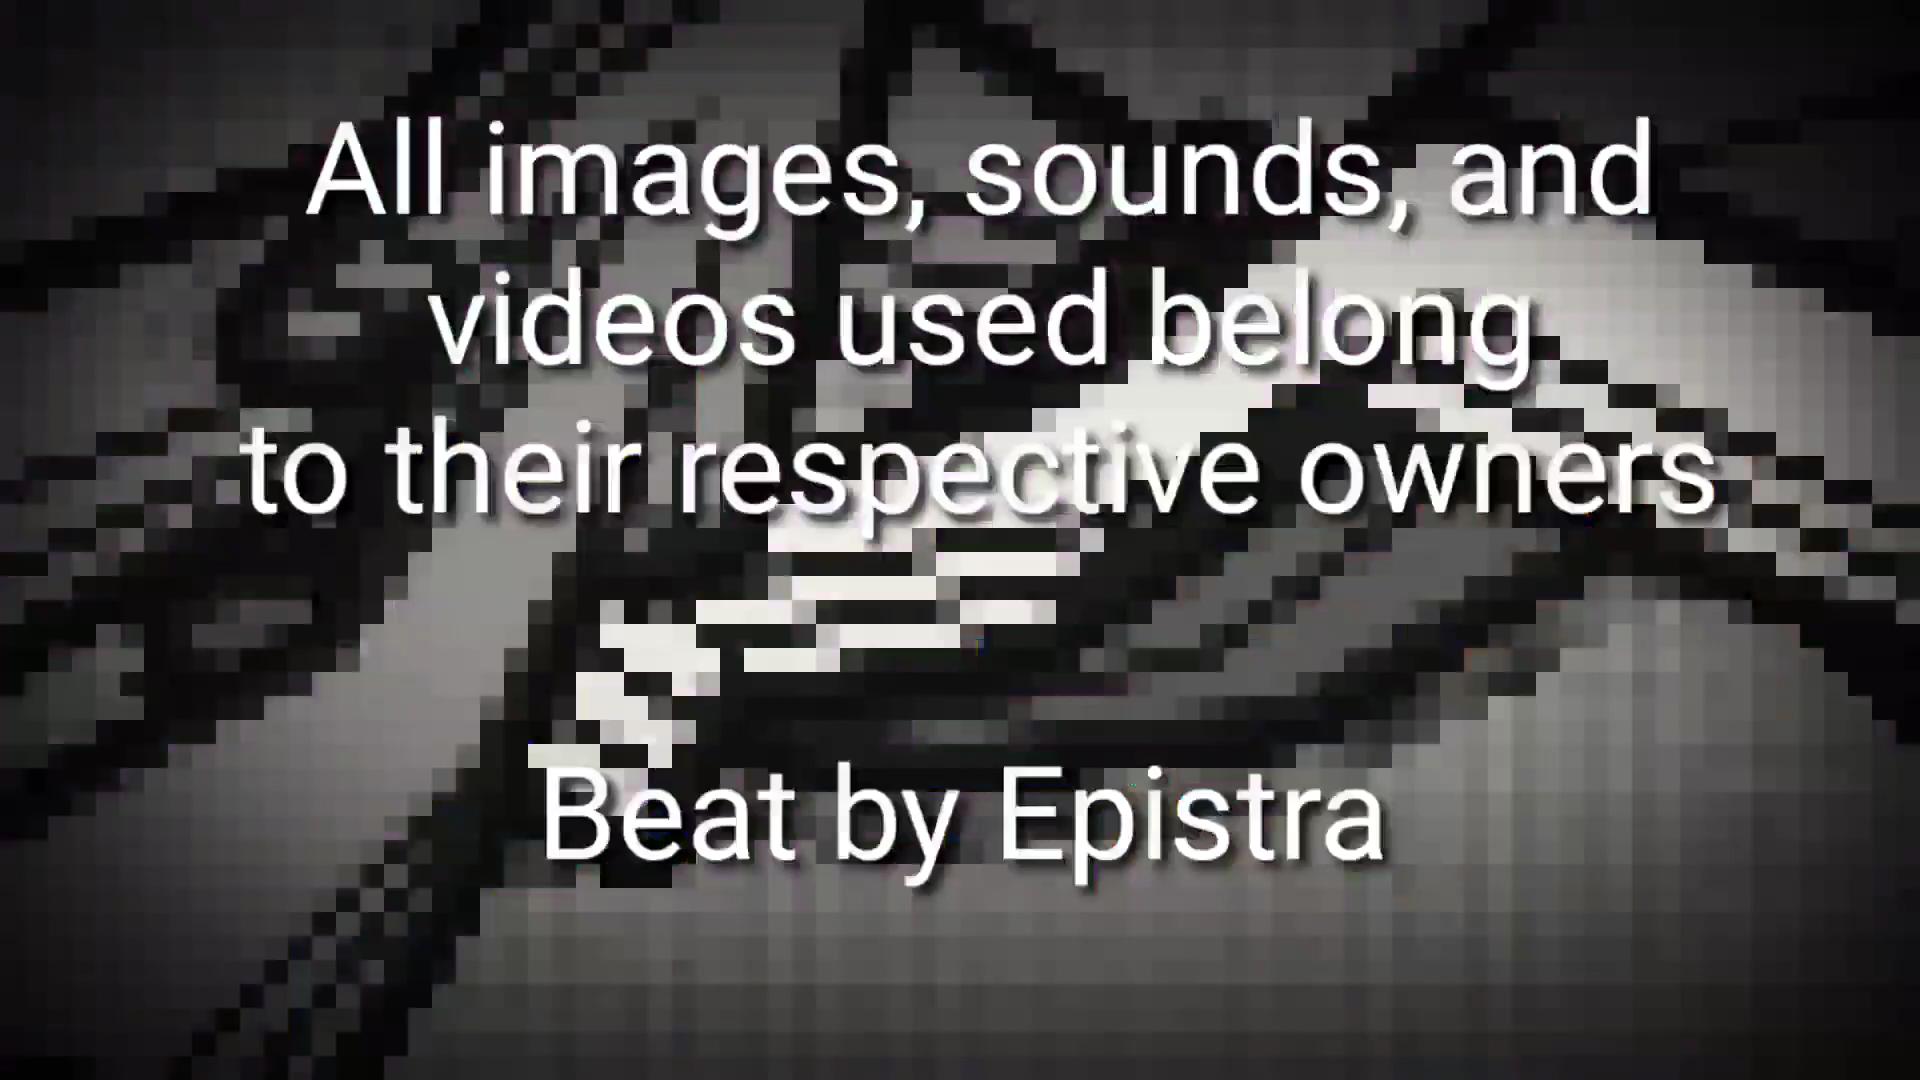 All images, sounds, and
videos used belong
to their respective owners
Beat by Epistra